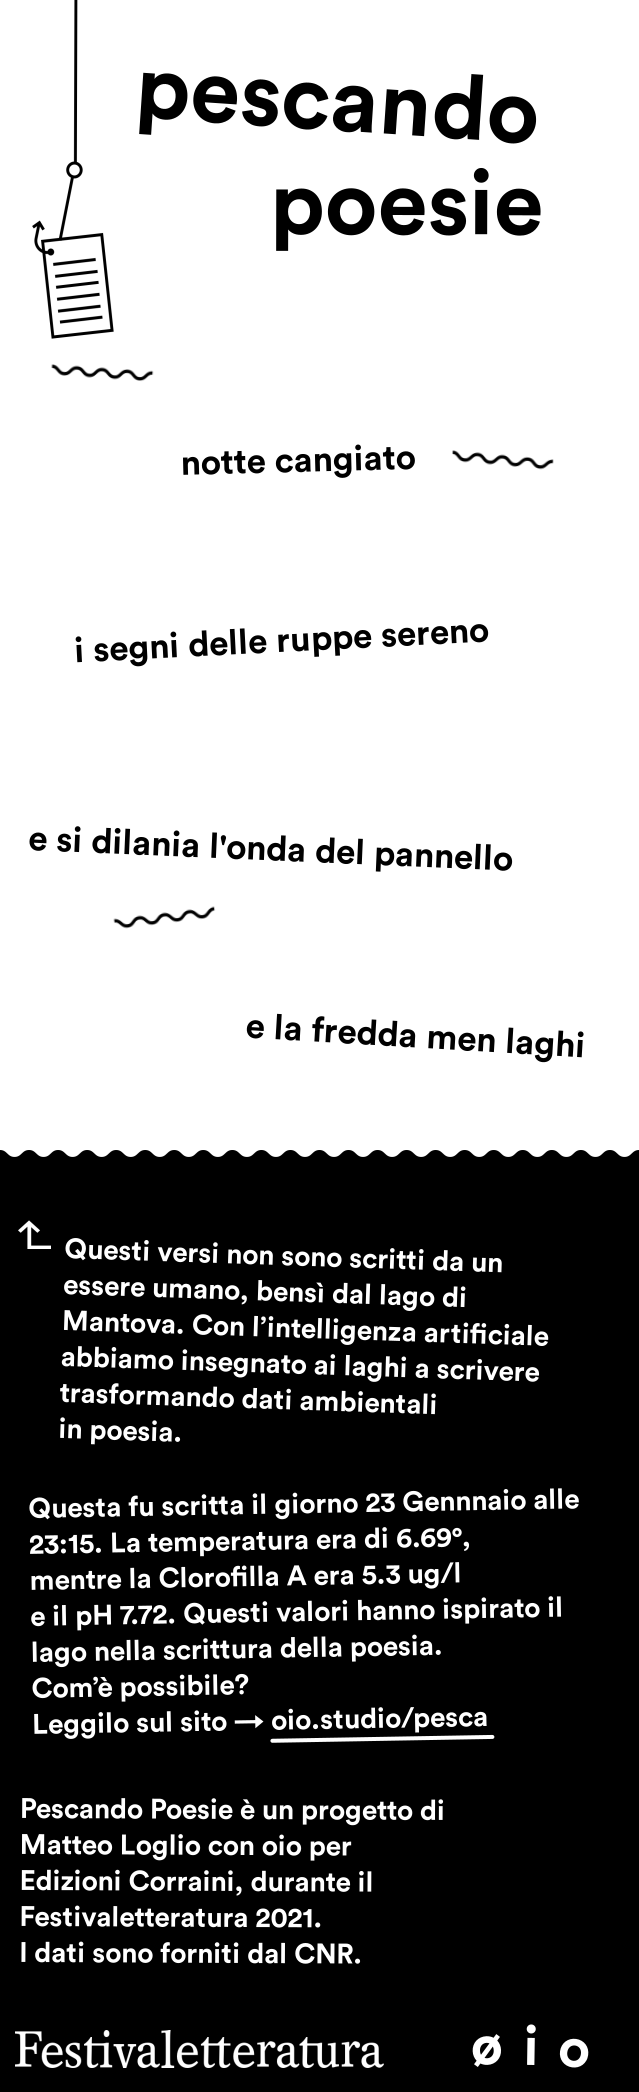 pescando
poesie
notte cangiato
i segni delle ruppe sereno
e si dilania l'onda del pannello
e la fredda men laghi
Questi versi non sono scritti da un
essere umano, bensì dal lago di
Mantova. Con l’intelligenza artificiale
abbiamo insegnato ai laghi a scrivere
trasformando dati ambientali
in poesia.
Questa fu scritta il giorno 23 Gennnaio alle
23:15. La temperatura era di 6.69°,
mentre la Clorofilla A era 5.3 ug/l
e il pH 7.72. Questi valori hanno ispirato il
lago nella scrittura della poesia.
Com’è possibile?
Leggilo sul sito → oio.studio/pesca
Pescando Poesie è un progetto di
Matteo Loglio con oio per
Edizioni Corraini, durante il
Festivaletteratura 2021.
I dati sono forniti dal CNR.
Festivaletteratura
ø i o